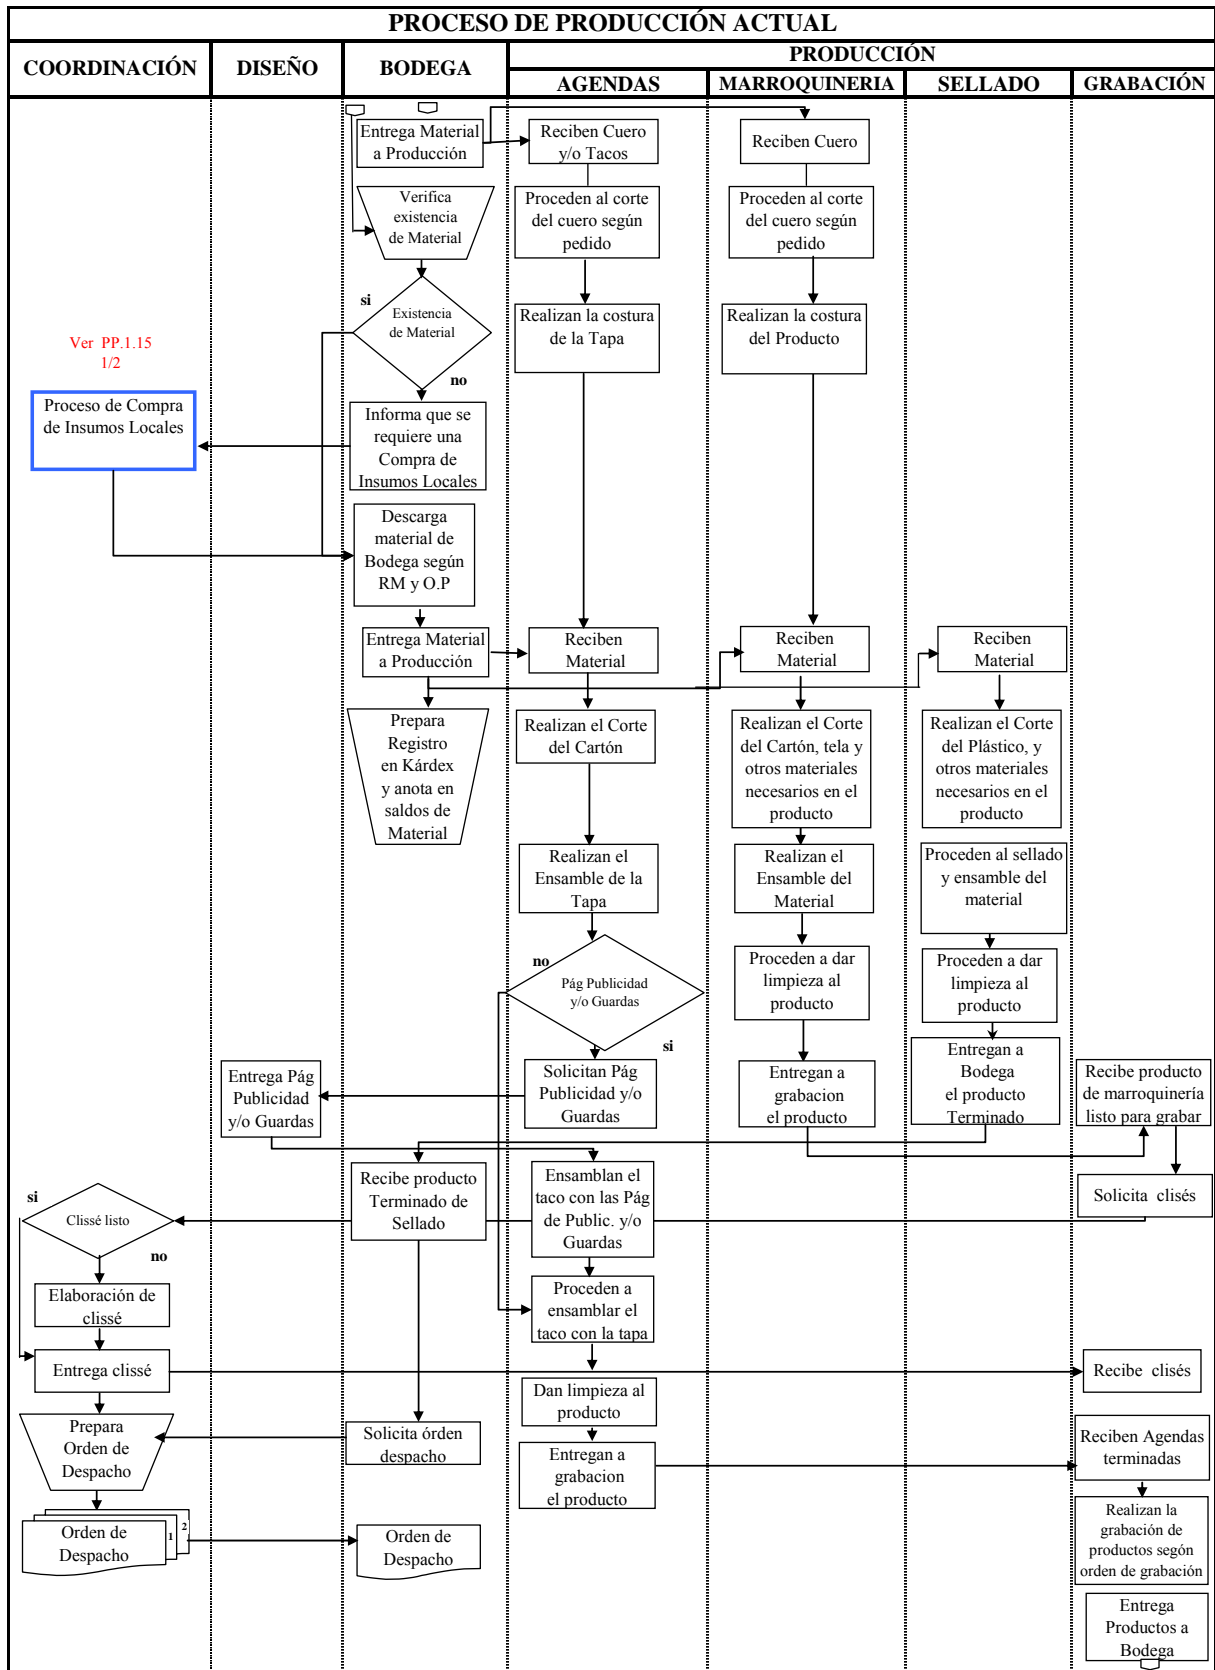 PROCESO DE PRODUCCIÓN ACTUAL
COORDINACIÓN
DISEÑO
BODEGA
PRODUCCIÓN
AGENDAS
MARROQUINERIA
SELLADO
GRABACIÓN
Entrega Material
a Producción
Reciben Cuero
y/o Tacos
Reciben Cuero
Verifica
existencia
de Material
Proceden al corte
del cuero según
pedido
Proceden al corte
del cuero según
pedido
si
Existencia
de Material
no
Realizan la costura
de la Tapa
Realizan la costura
del Producto
Ver PP.1.15
1/2
Proceso de Compra
de Insumos Locales
Informa que se
requiere una
Compra de
Insumos Locales
Descarga
material de
Bodega según
RM y O.P
Entrega Material
a Producción
Reciben
Material
Reciben
Material
Reciben
Material
Prepara
Registro
en Kárdex
y anota en
saldos de
Material
Realizan el Corte
del Cartón
Realizan el Corte
del Cartón, tela y
otros materiales
necesarios en el
producto
Realizan el Corte
del Plástico, y
otros materiales
necesarios en el
producto
Realizan el
Ensamble de la
Tapa
Realizan el
Ensamble del
Material
Proceden al sellado
y ensamble del
material
no
Pág Publicidad
y/o Guardas
si
Proceden a dar
limpieza al
producto
Proceden a dar
limpieza al
producto
Entrega Pág
Publicidad
y/o Guardas
Solicitan Pág
Publicidad y/o
Guardas
Entregan a
grabacion
el producto
Entregan a
Bodega
el producto
Terminado
Recibe producto
de marroquinería
listo para grabar
Recibe producto
Terminado de
Sellado
Ensamblan el
taco con las Pág
de Public. y/o
Guardas
Solicita clisés
si
Clissé listo
no
Elaboración de
clissé
Proceden a
ensamblar el
taco con la tapa
Entrega clissé
Recibe clisés
Dan limpieza al
producto
Prepara
Orden de
Despacho
Solicita órden
despacho
Entregan a
grabacion
el producto
Reciben Agendas
terminadas
Orden de
Despacho
1
2
Orden de
Despacho
Realizan la
grabación de
productos según
orden de grabación
Entrega
Productos a
Bodega